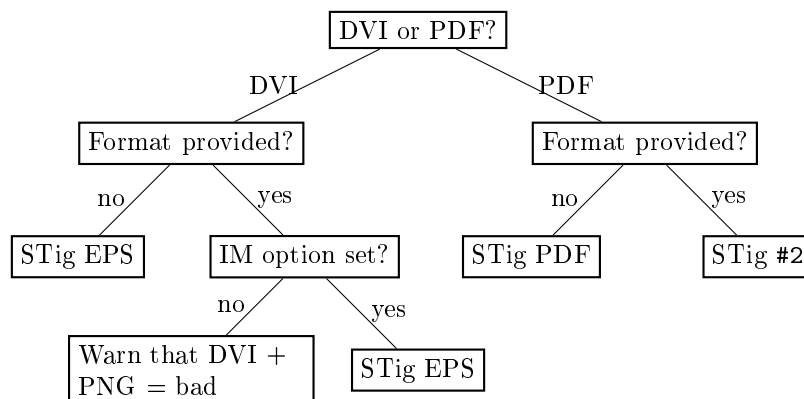 DVI or PDF?
DVI
PDF
Format provided?
Format provided?
no
yes
no
yes
STig EPS
IM option set?
STig PDF
STig #2
no
yes
Warn that DVI +
PNG = bad
STig EPS